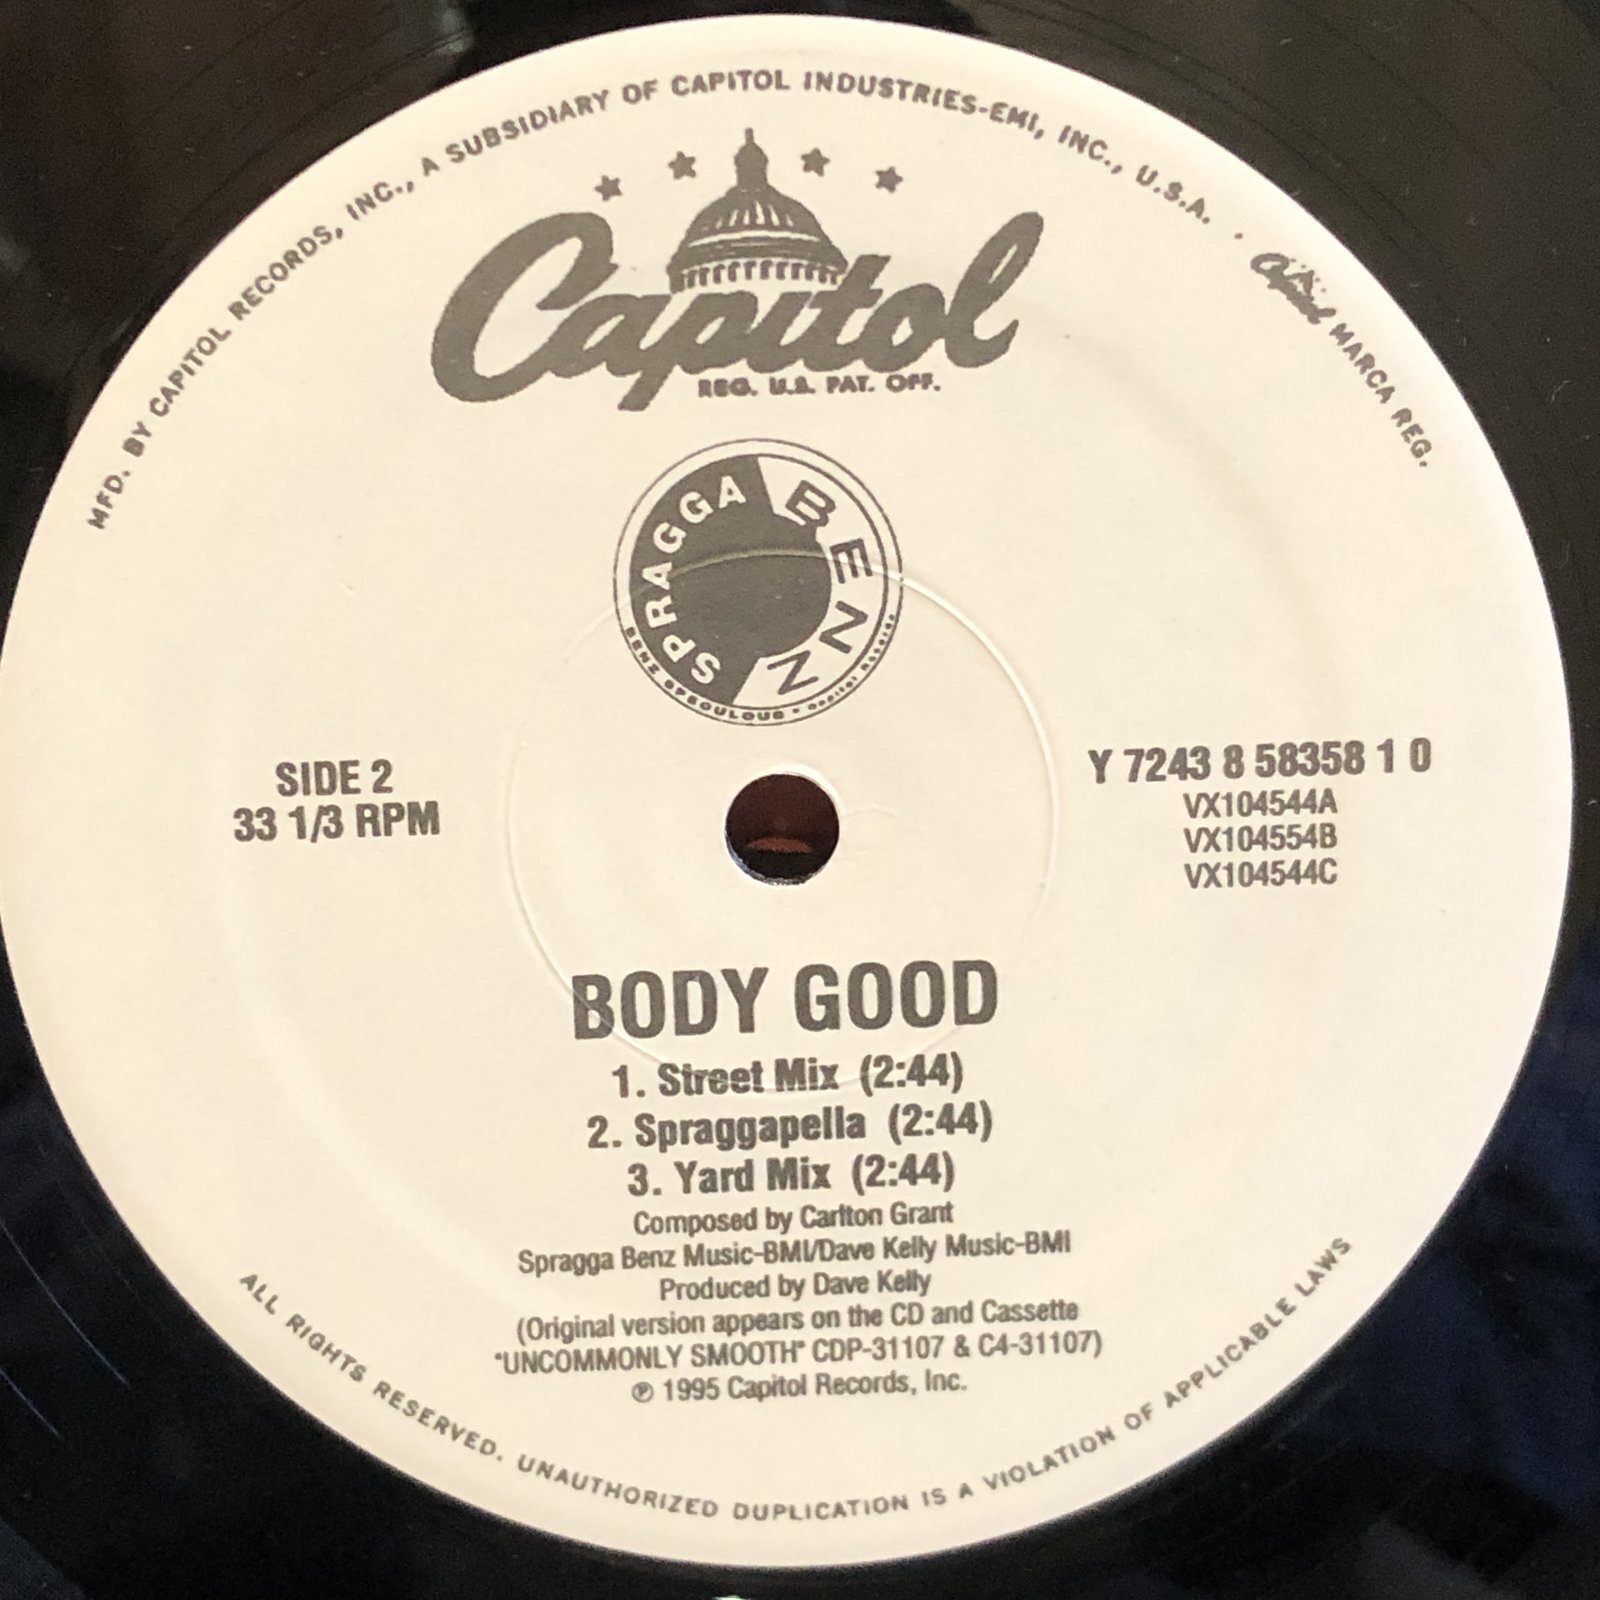 MFD. BY CAPITOL RECORDS, INC., A SUBSIDIARY OF CAPITOL INDUSTRIES-EMI, INC., U.S.A. · Capitol MARCA REG.
Capitol
REG. U.S. PAT. OFF.
SPRAGGA BENZ
SIDE 2
33 1/3 RPM
Y 7243 8 58358 1 0
VX104544A
VX104554B
VX104544C
BODY GOOD
1. Street Mix (2:44)
2. Spraggapella (2:44)
3. Yard Mix (2:44)
Composed by Carlton Grant
Spragga Benz Music-BMI/Dave Kelly Music-BMI
Produced by Dave Kelly
(Original version appears on the CD and Cassette
"UNCOMMONLY SMOOTH" CDP-31107 & C4-31107)
℗ 1995 Capitol Records, Inc.
ALL RIGHTS RESERVED. UNAUTHORIZED DUPLICATION IS A VIOLATION OF APPLICABLE LAWS